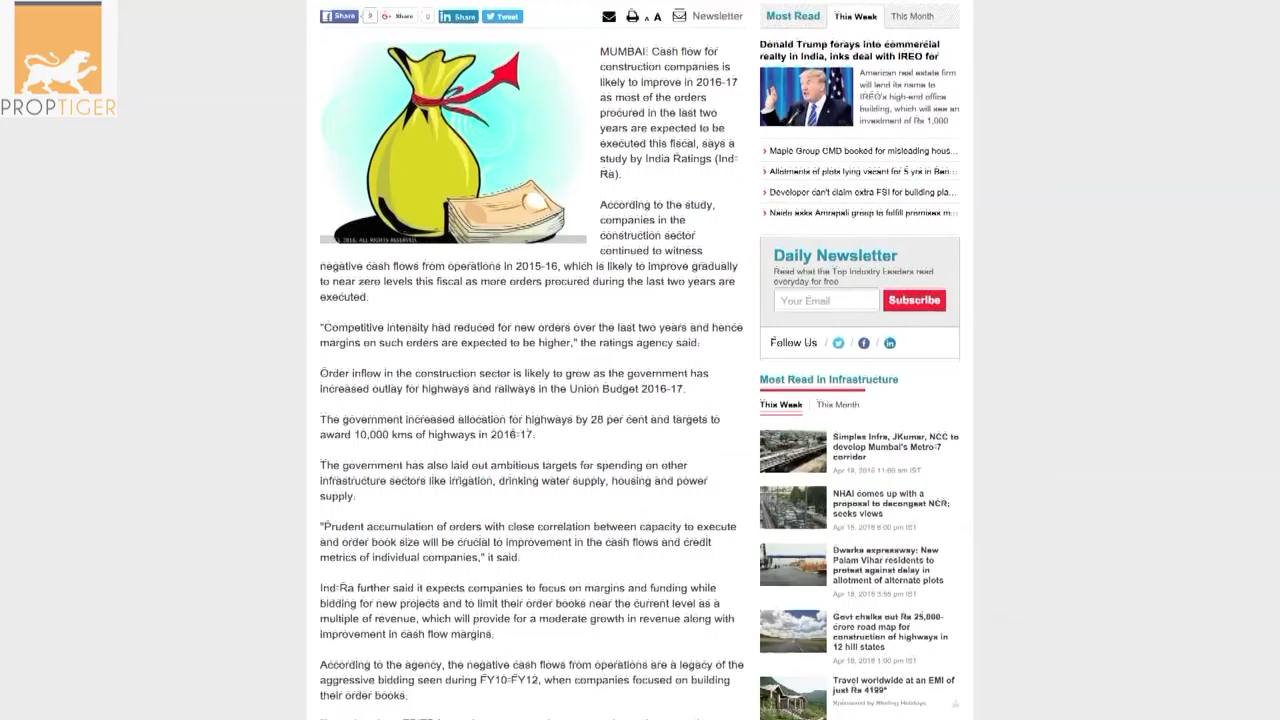 PROPTIGER
Share
9
Share
0
Share
Tweet
A A
Newsletter
MUMBAI: Cash flow for
construction companies is
likely to improve in 2016-17
as most of the orders
procured in the last two
years are expected to be
executed this fiscal, says a
study by India Ratings (Ind-
Ra).
2016. ALL RIGHTS RESERVED.
According to the study,
companies in the
construction sector
continued to witness
negative cash flows from operations in 2015-16, which is likely to improve gradually
to near zero levels this fiscal as more orders procured during the last two years are
executed.
"Competitive intensity had reduced for new orders over the last two years and hence
margins on such orders are expected to be higher," the ratings agency said.
Order inflow in the construction sector is likely to grow as the government has
increased outlay for highways and railways in the Union Budget 2016-17.
The government increased allocation for highways by 28 per cent and targets to
award 10,000 kms of highways in 2016-17.
The government has also laid out ambitious targets for spending on other
infrastructure sectors like irrigation, drinking water supply, housing and power
supply.
"Prudent accumulation of orders with close correlation between capacity to execute
and order book size will be crucial to improvement in the cash flows and credit
metrics of individual companies," it said.
Ind-Ra further said it expects companies to focus on margins and funding while
bidding for new projects and to limit their order books near the current level as a
multiple of revenue, which will provide for a moderate growth in revenue along with
improvement in cash flow margins.
According to the agency, the negative cash flows from operations are a legacy of the
aggressive bidding seen during FY10-FY12, when companies focused on building
their order books.
Most Read
This Week
This Month
Donald Trump forays into commercial
realty in India, inks deal with IREO for
American real estate firm
will lend its name to
IREO's high-end office
building, which will see an
investment of Rs 1,000
Maple Group CMD booked for misleading hous...
Allotments of plots lying vacant for 5 yrs in Ben...
Developer can't claim extra FSI for building pla...
Naidu asks Amrapali group to fulfill promises m...
Daily Newsletter
Read what the Top Industry Leaders read
everyday for free
Your Email
Subscribe
Follow Us / / /
Most Read in Infrastructure
This Week
This Month
Simplex Infra, JKumar, NCC to
develop Mumbai's Metro-7
corridor
Apr 18, 2016 11:00 am IST
NHAI comes up with a
proposal to decongest NCR;
seeks views
Apr 15, 2016 6:00 pm IST
Dwarka expressway: New
Palam Vihar residents to
protest against delay in
allotment of alternate plots
Apr 18, 2016 3:55 pm IST
Govt chalks out Rs 25,000-
crore road map for
construction of highways in
12 hill states
Apr 18, 2016 1:00 pm IST
Travel worldwide at an EMI of
just Rs 4199*
Sponsored by Sterling Holidays